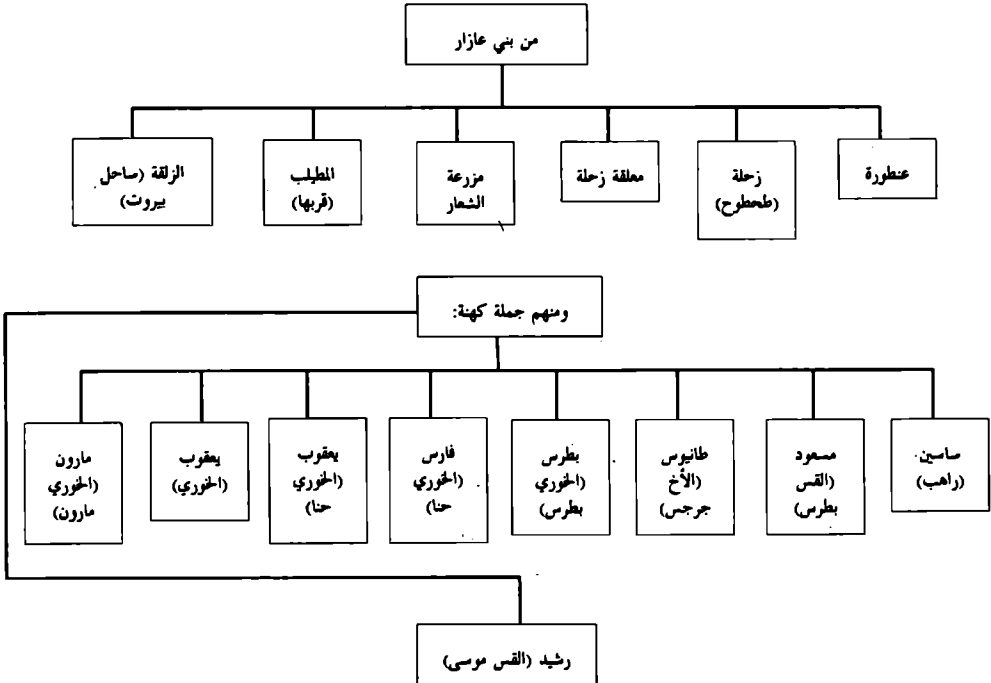 من بني عازار
عنطورة
زحلة
(طحطوح)
معلقة زحلة
مزرعة
الشعار
المطيلب
(قربها)
الزلقة (ساحل
بيروت)
ومنهم جملة كهنة:
ساسين
(راهب)
مسعود
(القس
بطرس)
طانيوس
(الأخ
جرجس)
بطرس
(الخوري
بطرس)
فارس
(الخوري
حنا)
يعقوب
(الخوري
حنا)
يعقوب
(الخوري)
مارون
(الخوري
مارون)
رشيد (القس موسى)